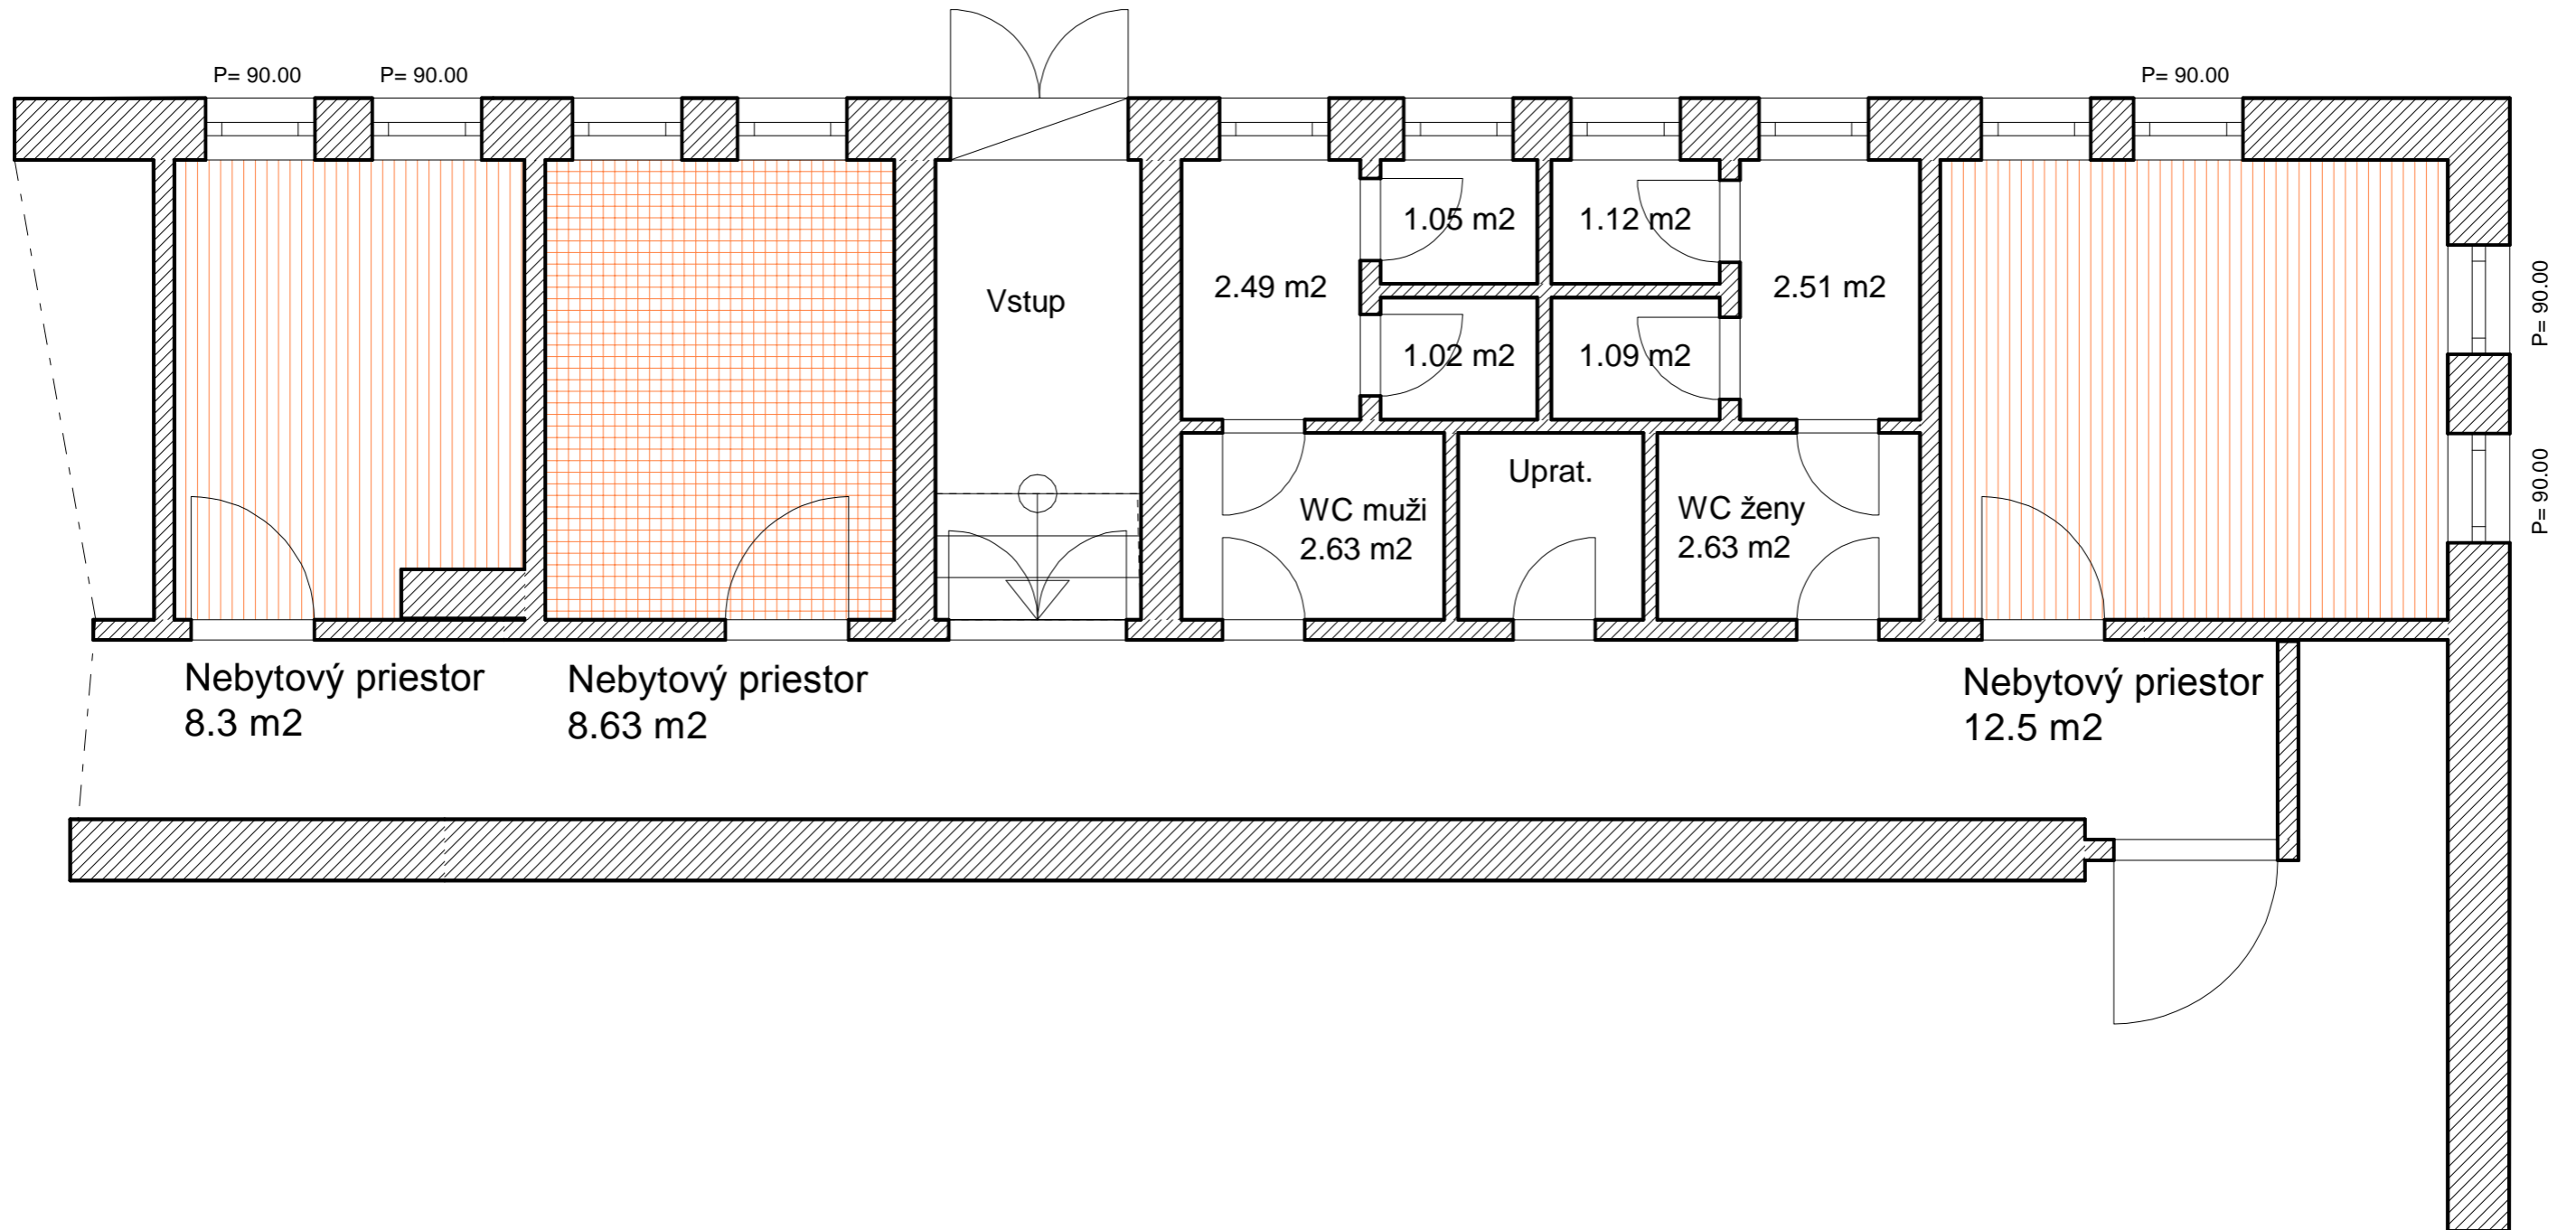 P= 90.00
P= 90.00
P= 90.00
Vstup
2.49 m2
1.05 m2
1.12 m2
2.51 m2
1.02 m2
1.09 m2
P= 90.00
P= 90.00
WC muži
2.63 m2
Uprat.
WC ženy
2.63 m2
Nebytový priestor
8.3 m2
Nebytový priestor
8.63 m2
Nebytový priestor
12.5 m2